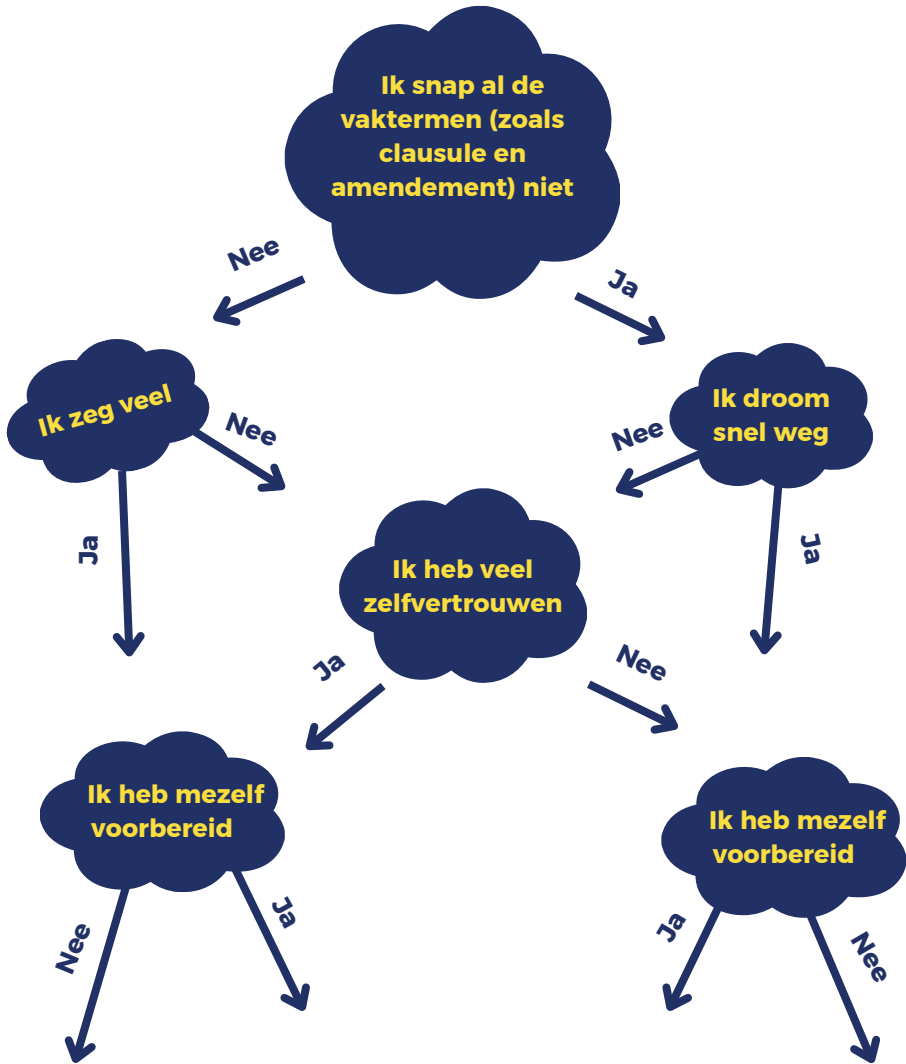 Ik snap al de
vaktermen (zoals
clausule en
amendement) niet
Nee
Ja
Ik zeg veel
Nee
Ja
Ik droom
snel weg
Nee
Ja
Ik heb veel
zelfvertrouwen
Ja
Nee
Ik heb mezelf
voorbereid
Nee
Ja
Ik heb mezelf
voorbereid
Ja
Nee